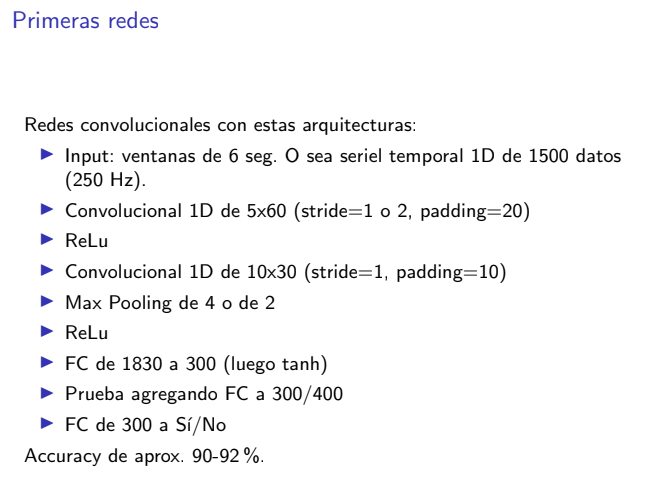 Primeras redes
Redes convolucionales con estas arquitecturas:
Input: ventanas de 6 seg. O sea seriel temporal 1D de 1500 datos
(250 Hz).
Convolucional 1D de 5x60 (stride=1 o 2, padding=20)
ReLu
Convolucional 1D de 10x30 (stride=1, padding=10)
Max Pooling de 4 o de 2
ReLu
FC de 1830 a 300 (luego tanh)
Prueba agregando FC a 300/400
FC de 300 a Sí/No
Accuracy de aprox. 90-92 %.